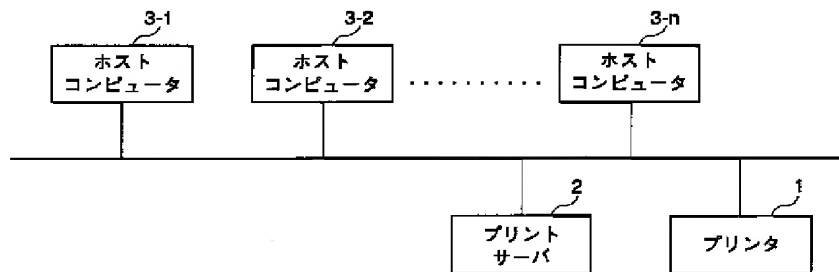 3-1
3-2
3-n
ホスト
コンピュータ
ホスト
コンピュータ
ホスト
コンピュータ
2
1
プリント
サーバ
プリンタ